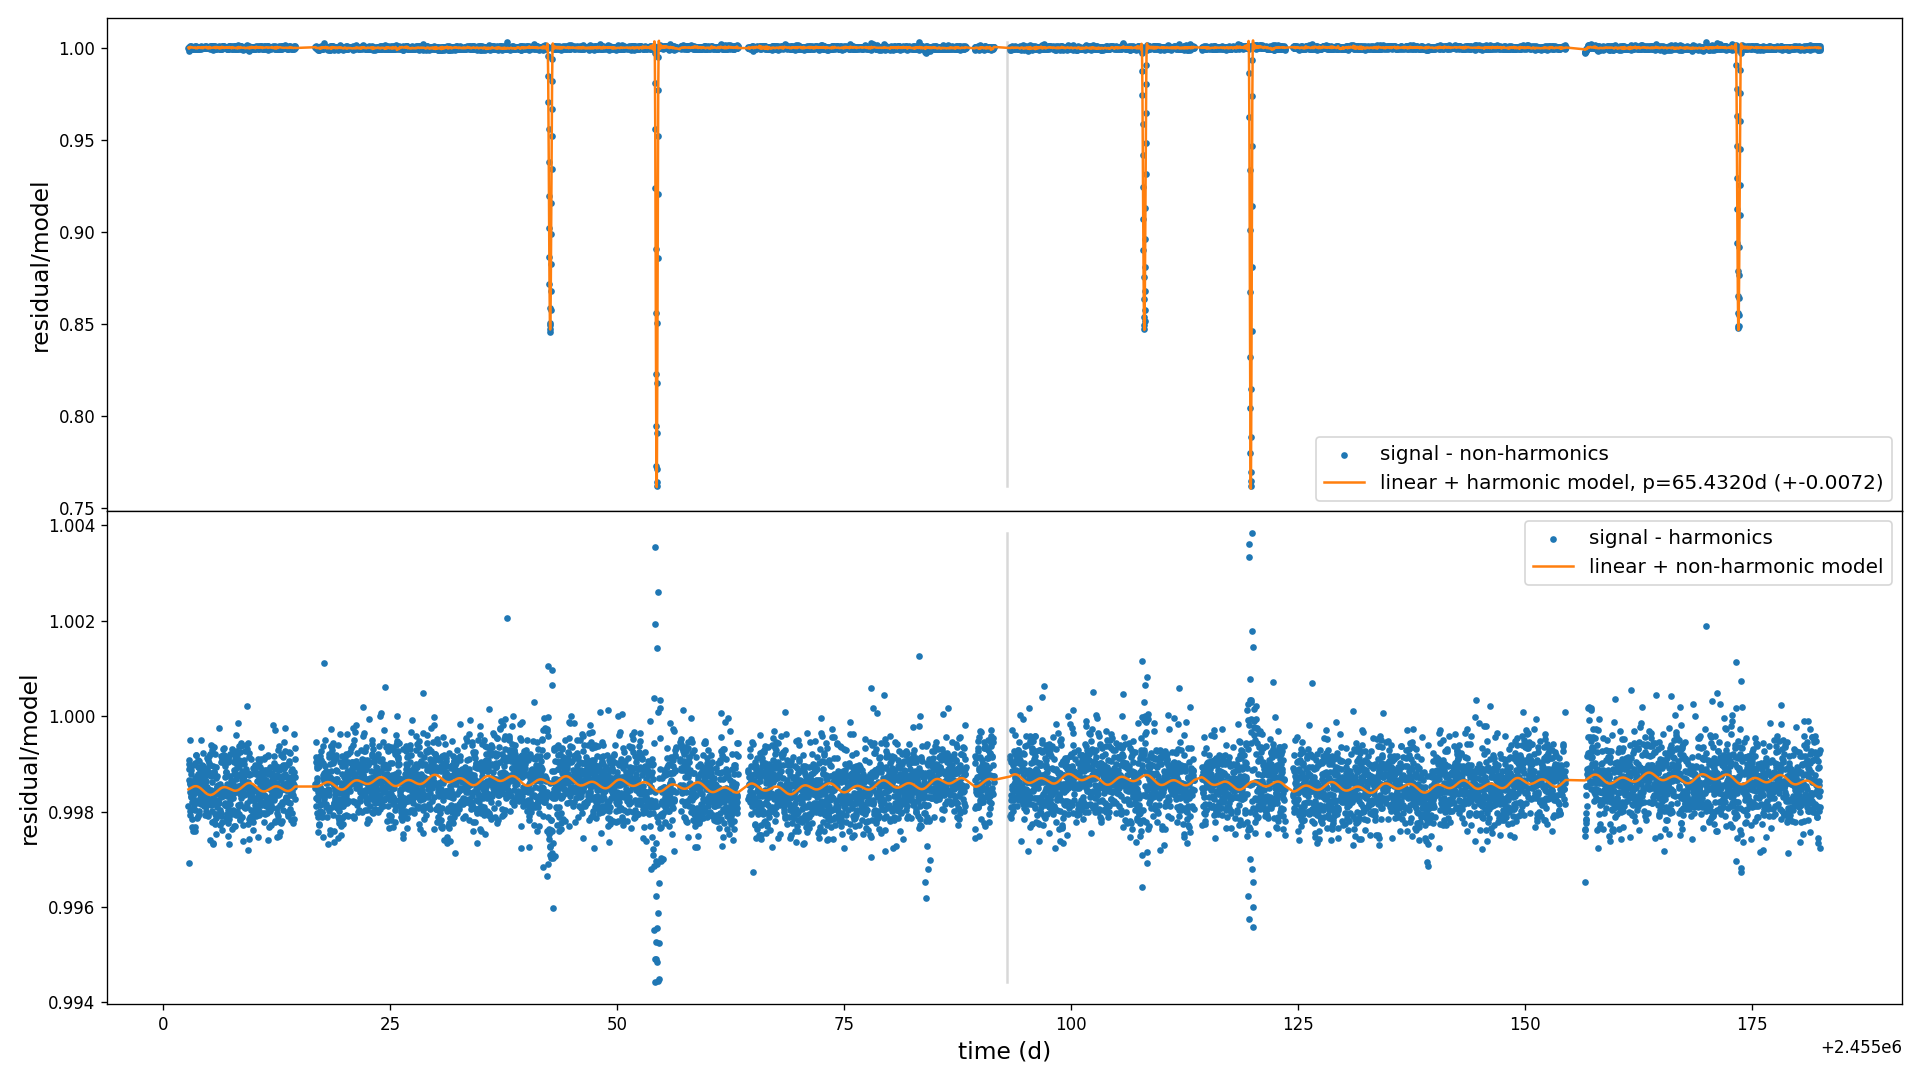 1.00
0.95
0.90
0.85
0.80
0.75
residual/model
signal - non-harmonics
linear + harmonic model, p=65.4320d (+-0.0072)
1.004
1.002
1.000
0.998
0.996
0.994
residual/model
signal - harmonics
linear + non-harmonic model
0 25 50 75 100 125 150 175
time (d)
+2.455e6